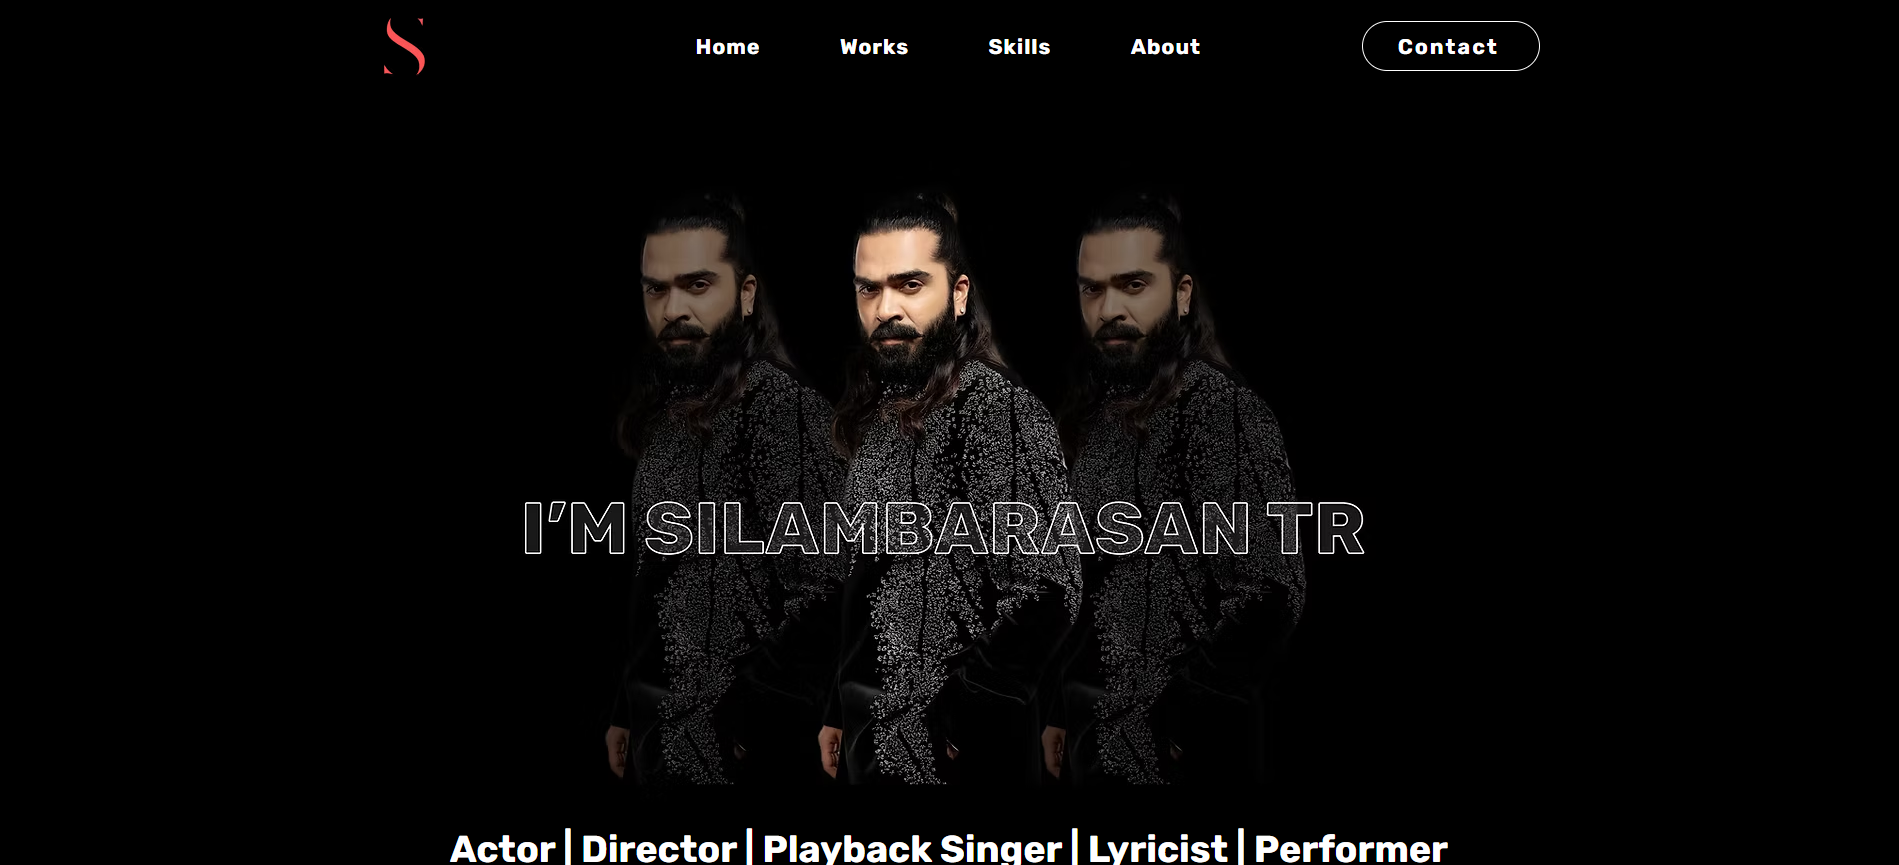 S
Home Works Skills About Contact
I’M SILAMBARASAN TR
Actor | Director | Playback Singer | Lyricist | Performer